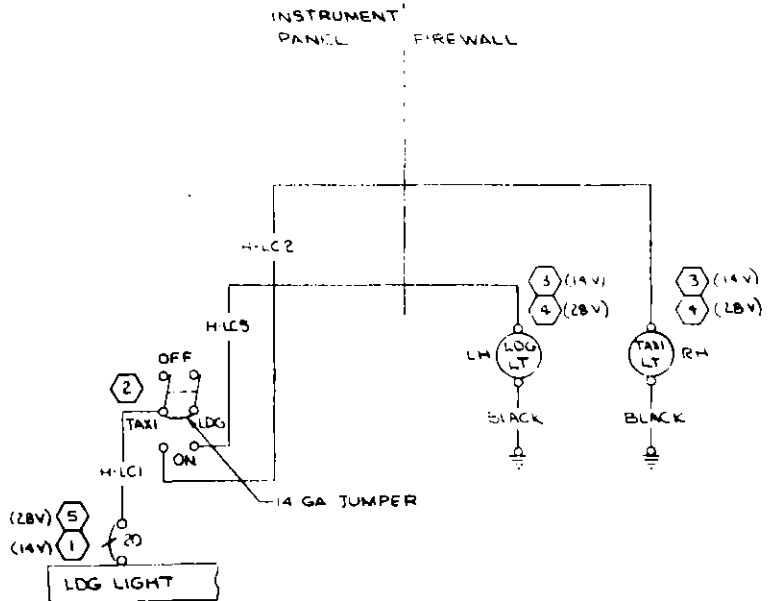 INSTRUMENT
PANEL
FIREWALL
H-LC2
3 (14V)
4 (28V)
3 (14V)
4 (28V)
H-LC5
LH
LDG
LT
TAXI
LT
RH
OFF
2
TAXI
LDG
ON
BLACK
BLACK
H-LC1
14 GA JUMPER
(28V) 5
(14V) 1
20
LDG LIGHT